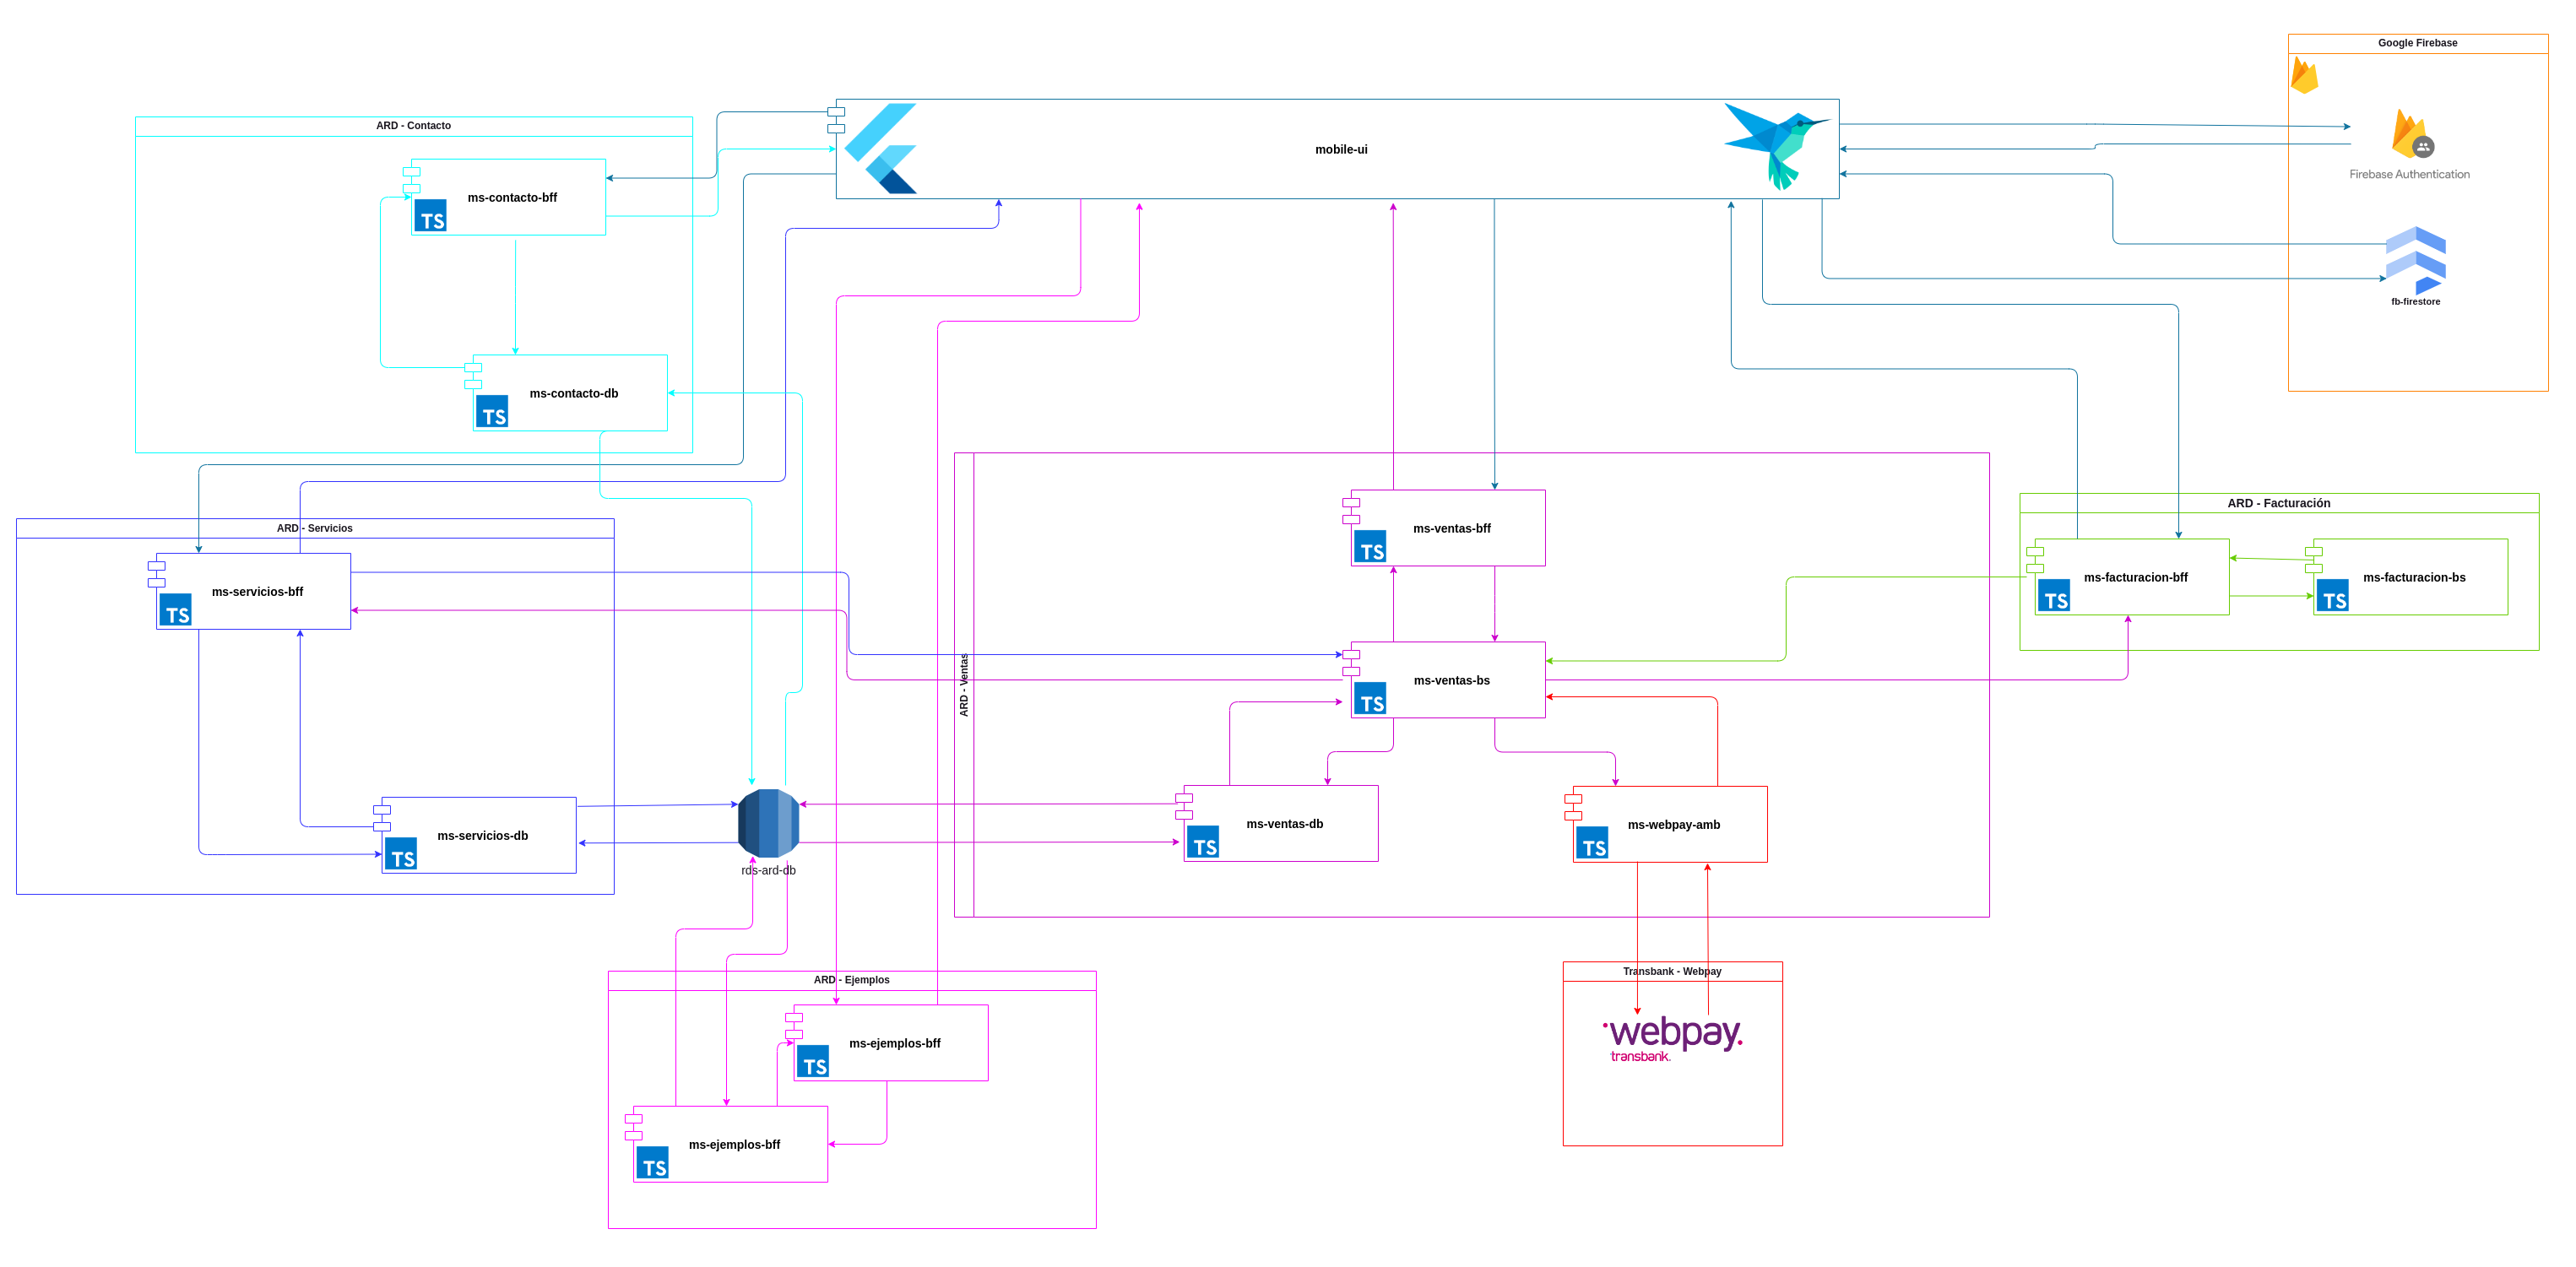 Google Firebase
mobile-ui
Firebase Authentication
fb-firestore
ARD - Contacto
ms-contacto-bff
TS
ms-contacto-db
TS
ARD - Servicios
ms-servicios-bff
TS
ms-servicios-db
TS
rds-ard-db
ARD - Ventas
ms-ventas-bff
TS
ms-ventas-bs
TS
ms-ventas-db
TS
ms-webpay-amb
TS
ARD - Facturación
ms-facturacion-bff
TS
ms-facturacion-bs
TS
ARD - Ejemplos
ms-ejemplos-bff
TS
ms-ejemplos-bff
TS
Transbank - Webpay
webpay.
transbank.